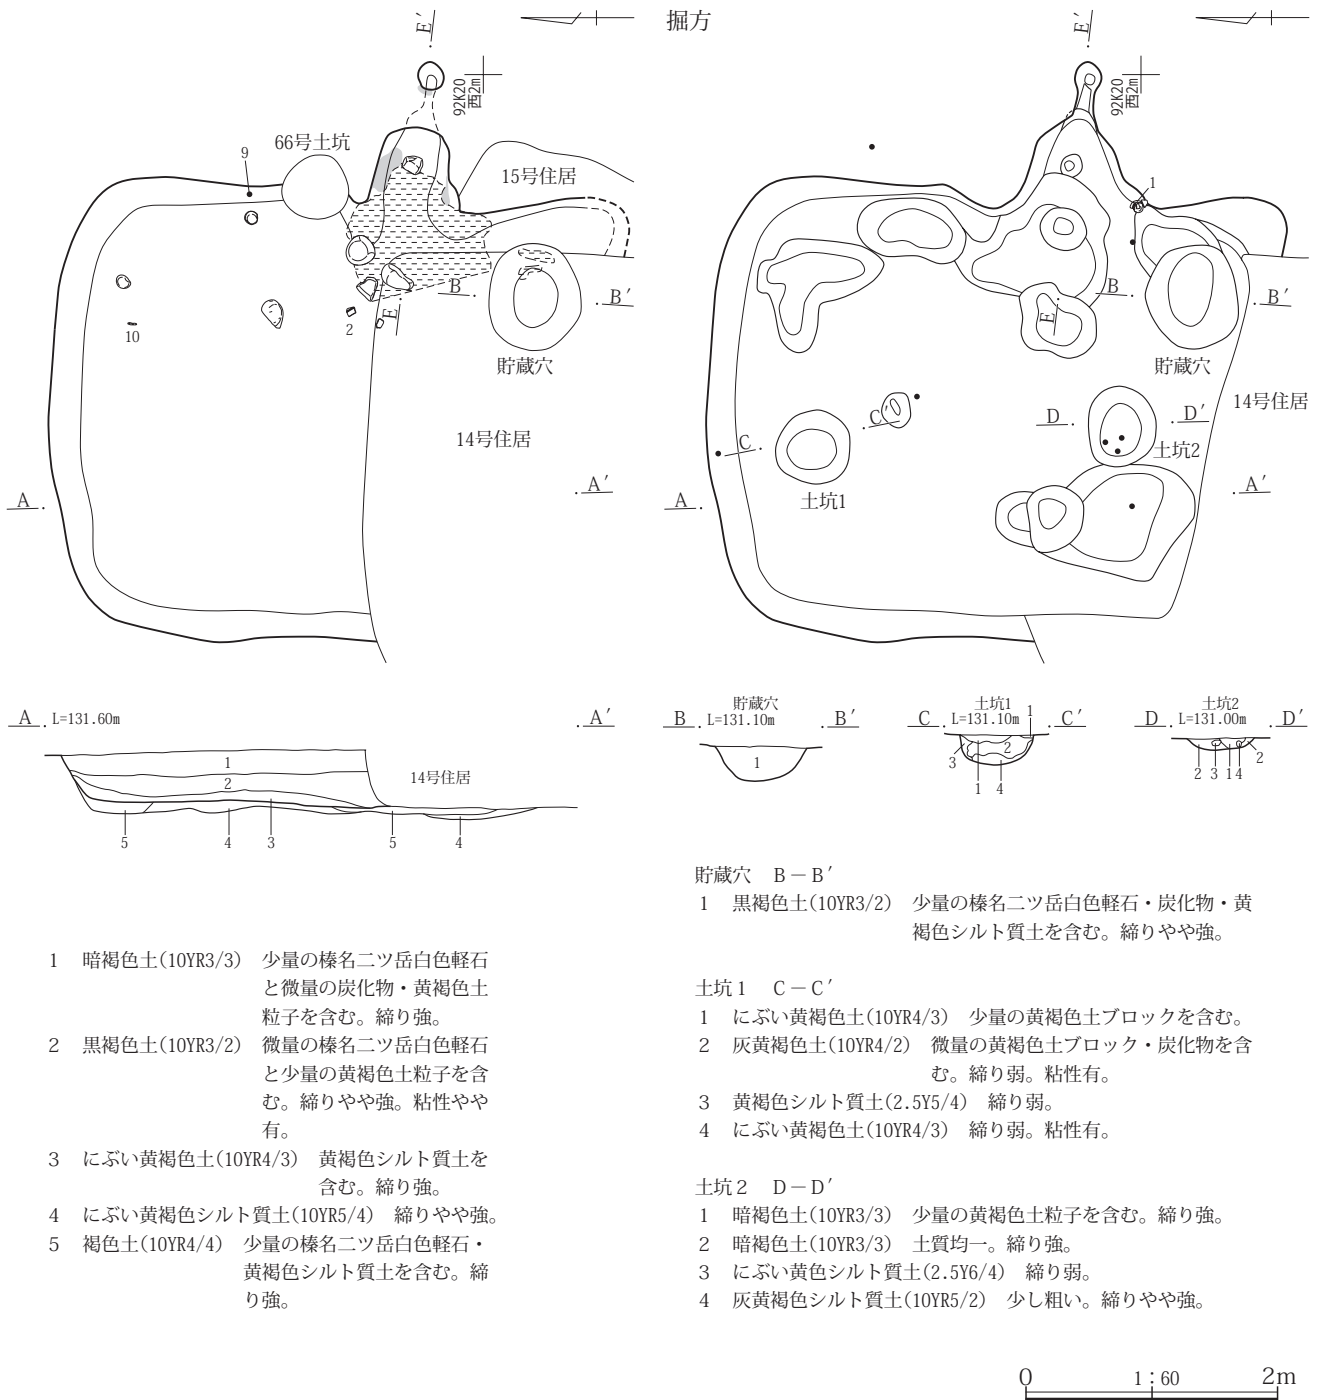 掘方
E′
92K20
西2m
66号土坑
9
15号住居
B
B′
E
10
2
貯蔵穴
14号住居
A
A′
E′
92K20
西2m
1
B
B′
E
貯蔵穴
14号住居
C
C′
D
D′
土坑1
土坑2
A
A′
A L=131.60m A′
1
2
14号住居
5 4 3 5 4
貯蔵穴
B L=131.10m B′
1
土坑1
C L=131.10m C′
1
2
3
1 4
土坑2
D L=131.00m D′
2 3 1 4 2
1 暗褐色土(10YR3/3) 少量の榛名二ツ岳白色軽石
と微量の炭化物・黄褐色土
粒子を含む。締り強。
2 黒褐色土(10YR3/2) 微量の榛名二ツ岳白色軽石
と少量の黄褐色土粒子を含
む。締りやや強。粘性やや
有。
3 にぶい黄褐色土(10YR4/3) 黄褐色シルト質土を
含む。締り強。
4 にぶい黄褐色シルト質土(10YR5/4) 締りやや強。
5 褐色土(10YR4/4) 少量の榛名二ツ岳白色軽石・
黄褐色シルト質土を含む。締
り強。
貯蔵穴 B－B′
1 黒褐色土(10YR3/2) 少量の榛名二ツ岳白色軽石・炭化物・黄
褐色シルト質土を含む。締りやや強。
土坑1 C－C′
1 にぶい黄褐色土(10YR4/3) 少量の黄褐色土ブロックを含む。
2 灰黄褐色土(10YR4/2) 微量の黄褐色土ブロック・炭化物を含
む。締り弱。粘性有。
3 黄褐色シルト質土(2.5Y5/4) 締り弱。
4 にぶい黄褐色土(10YR4/3) 締り弱。粘性有。
土坑2 D－D′
1 暗褐色土(10YR3/3) 少量の黄褐色土粒子を含む。締り強。
2 暗褐色土(10YR3/3) 土質均一。締り強。
3 にぶい黄色シルト質土(2.5Y6/4) 締り弱。
4 灰黄褐色シルト質土(10YR5/2) 少し粗い。締りやや強。
0 1：60 2m